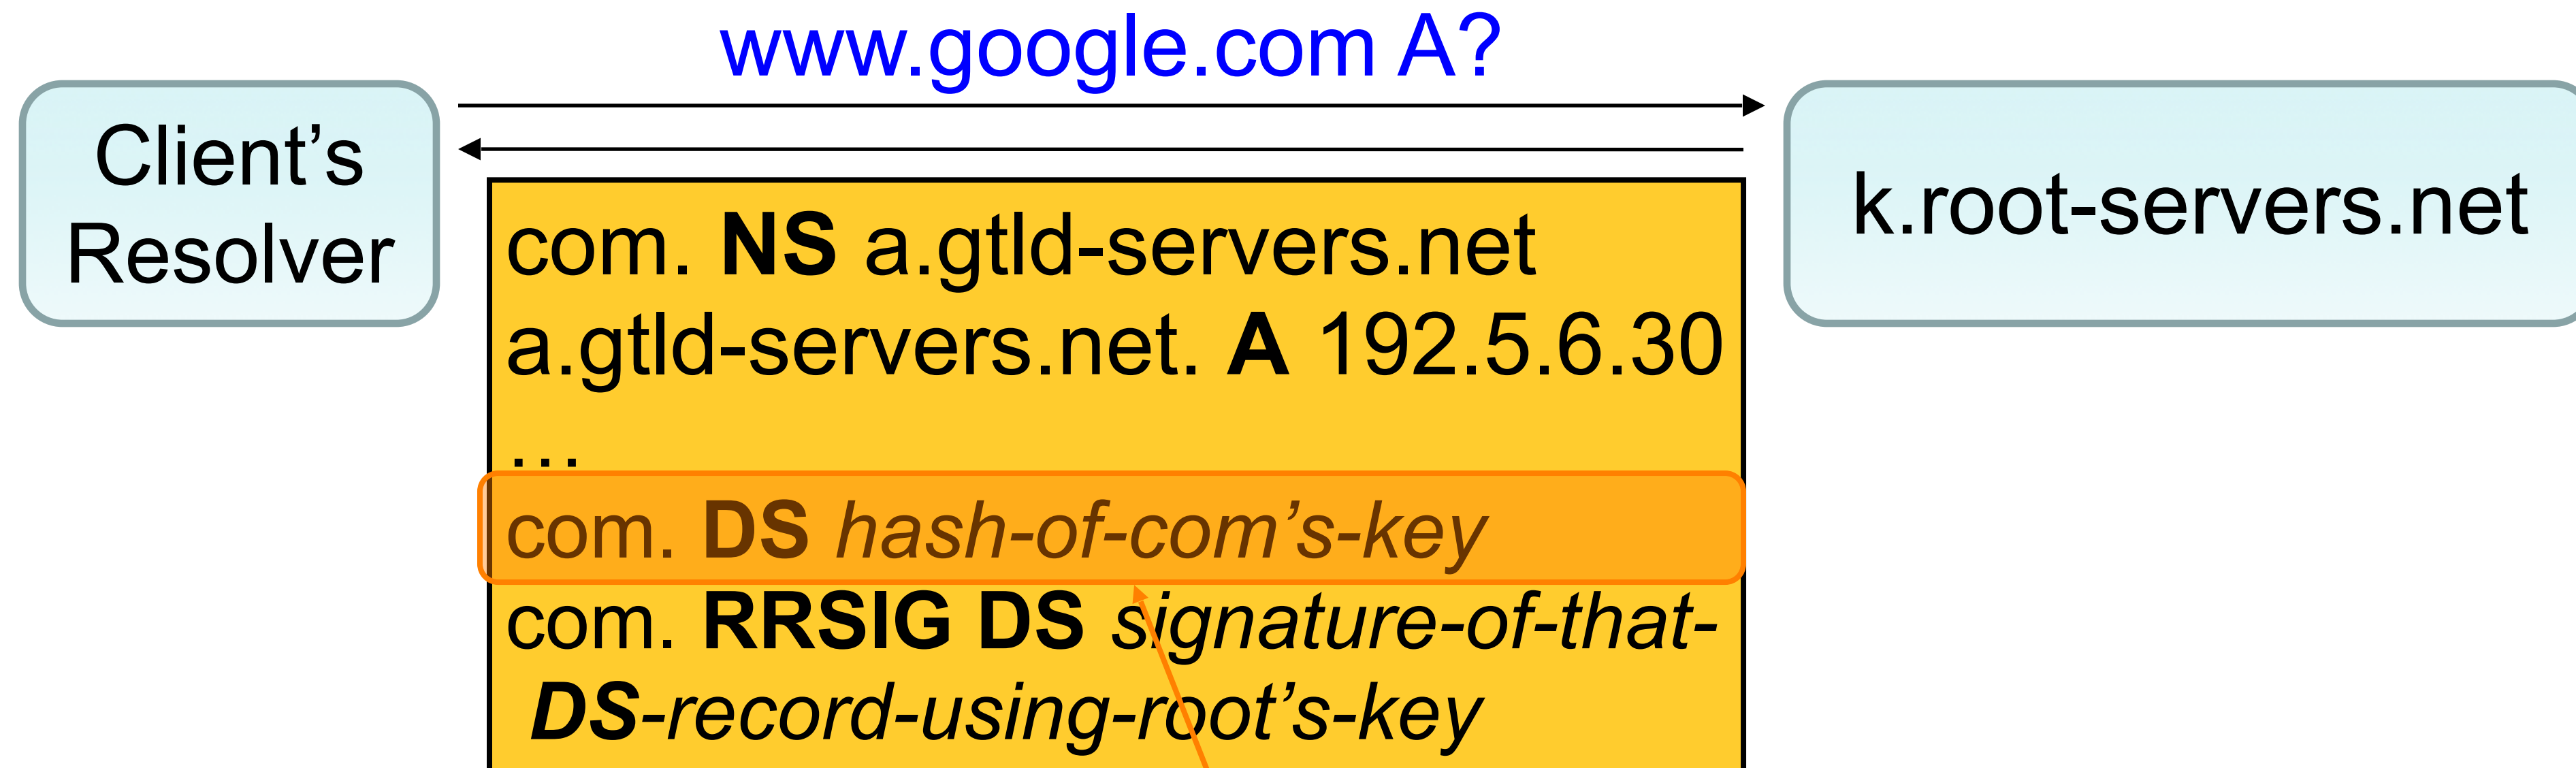 www.google.com A?
Client’s
Resolver
k.root-servers.net
com. NS a.gtld-servers.net
a.gtld-servers.net. A 192.5.6.30
…
com. DS hash-of-com’s-key
com. RRSIG DS signature-of-that-
DS-record-using-root’s-key